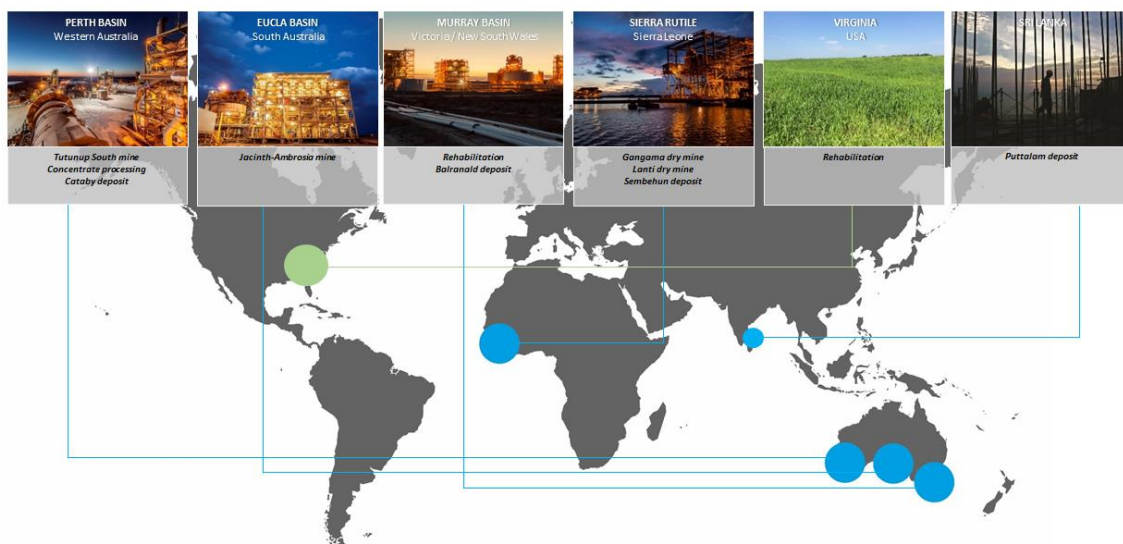 PERTH BASIN
Western Australia
Tutunup South mine
Concentrate processing
Cataby deposit
EUCLA BASIN
South Australia
Jacinth-Ambrosia mine
MURRAY BASIN
Victoria / New South Wales
Rehabilitation
Balranald deposit
SIERRA RUTILE
Sierra Leone
Gangama dry mine
Lanti dry mine
Sembehun deposit
VIRGINIA
USA
Rehabilitation
SRI LANKA
Puttalam deposit